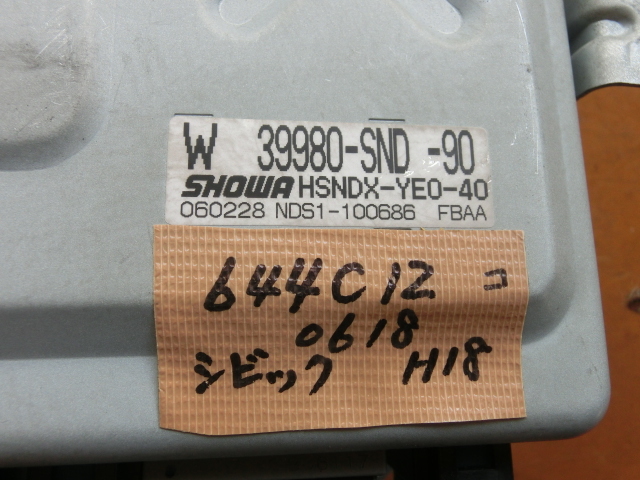 W 39980-SND -90
SHOWA HSNDX-YE0-40
060228 NDS1-100686 FBAA
644C12 コ
0618
シビック H18